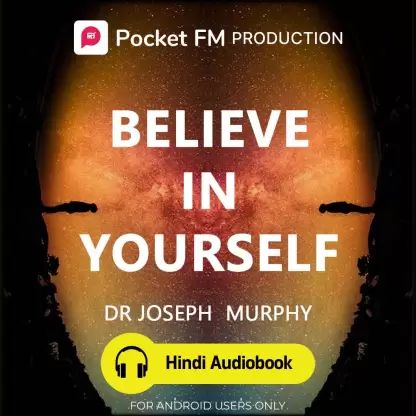 Pocket FM PRODUCTION
BELIEVE
IN
YOURSELF
DR JOSEPH MURPHY
Hindi Audiobook
FOR ANDROID USERS ONLY